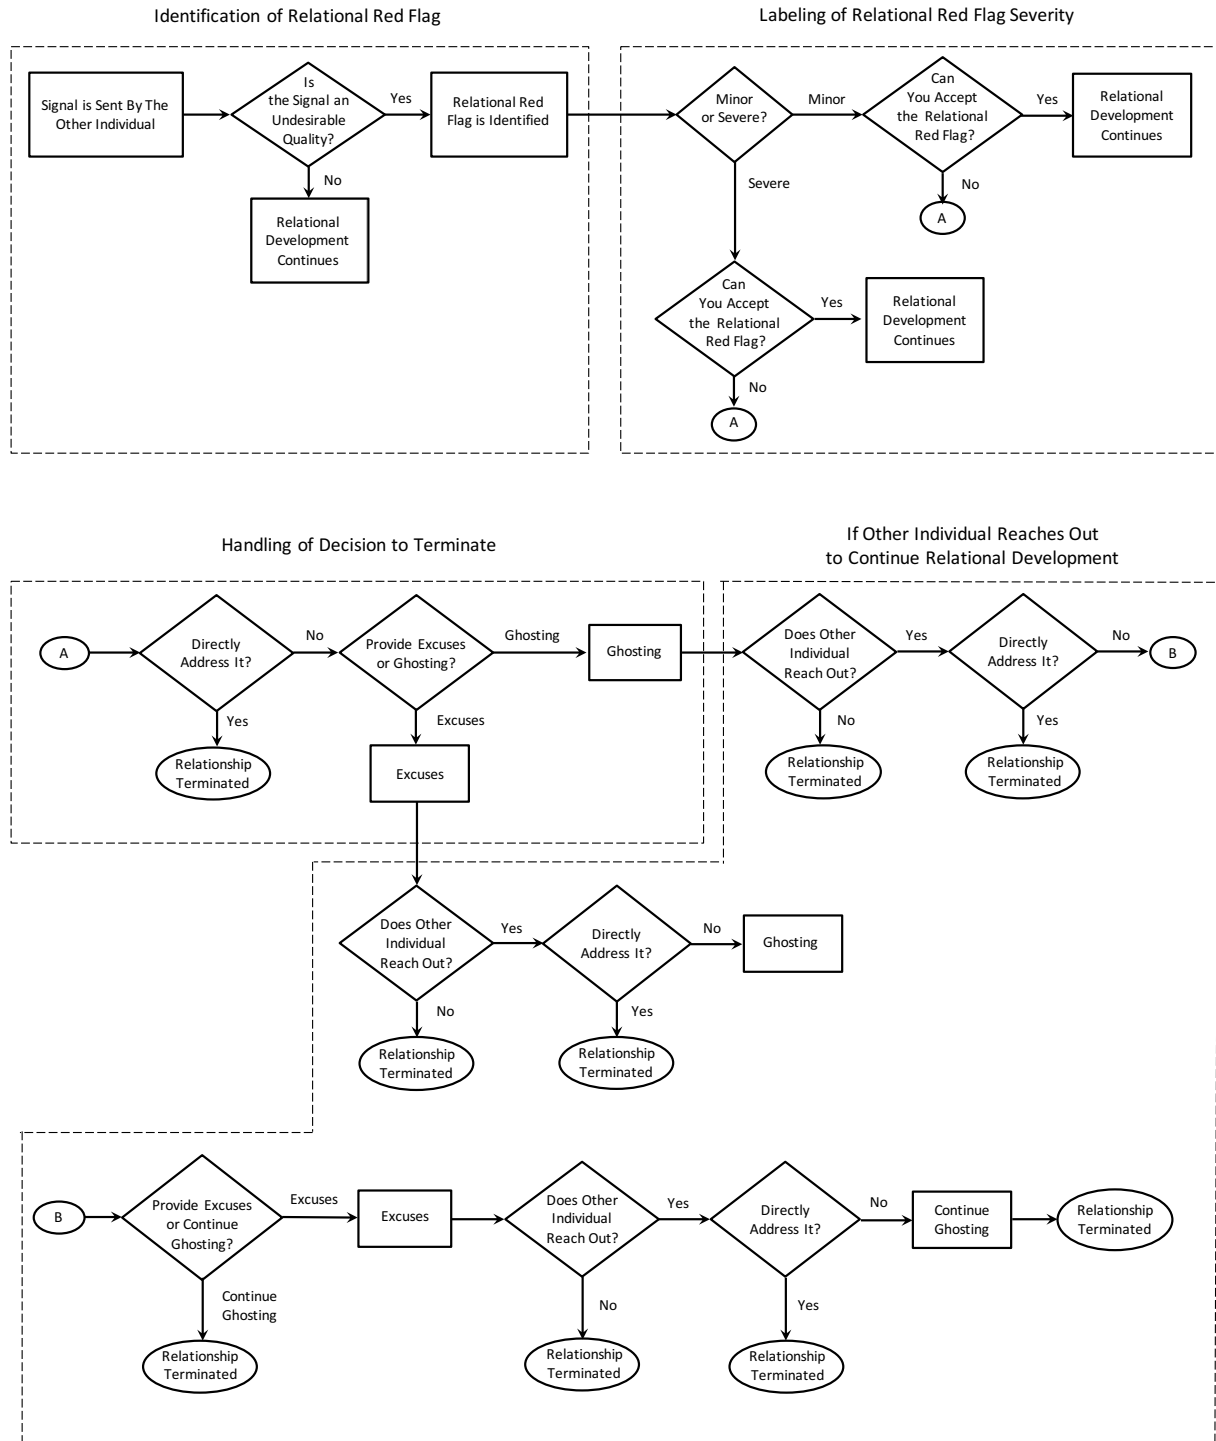 Identification of Relational Red Flag
Labeling of Relational Red Flag Severity
Signal is Sent By The
Other Individual
Is
the Signal an
Undesirable
Quality?
Yes
Relational Red
Flag is Identified
No
Relational
Development
Continues
Minor
or Severe?
Minor
Can
You Accept
the Relational
Red Flag?
Yes
Relational
Development
Continues
No
A
Severe
Can
You Accept
the Relational
Red Flag?
Yes
Relational
Development
Continues
No
A
Handling of Decision to Terminate
If Other Individual Reaches Out
to Continue Relational Development
A
Directly
Address It?
No
Provide Excuses
or Ghosting?
Ghosting
Ghosting
Yes
Relationship
Terminated
Excuses
Excuses
Does Other
Individual
Reach Out?
Yes
Directly
Address It?
No
B
No
Relationship
Terminated
Yes
Relationship
Terminated
Does Other
Individual
Reach Out?
Yes
Directly
Address It?
No
Ghosting
No
Relationship
Terminated
Yes
Relationship
Terminated
B
Provide Excuses
or Continue
Ghosting?
Excuses
Excuses
Does Other
Individual
Reach Out?
Yes
Directly
Address It?
No
Continue
Ghosting
Relationship
Terminated
Continue
Ghosting
Relationship
Terminated
No
Relationship
Terminated
Yes
Relationship
Terminated